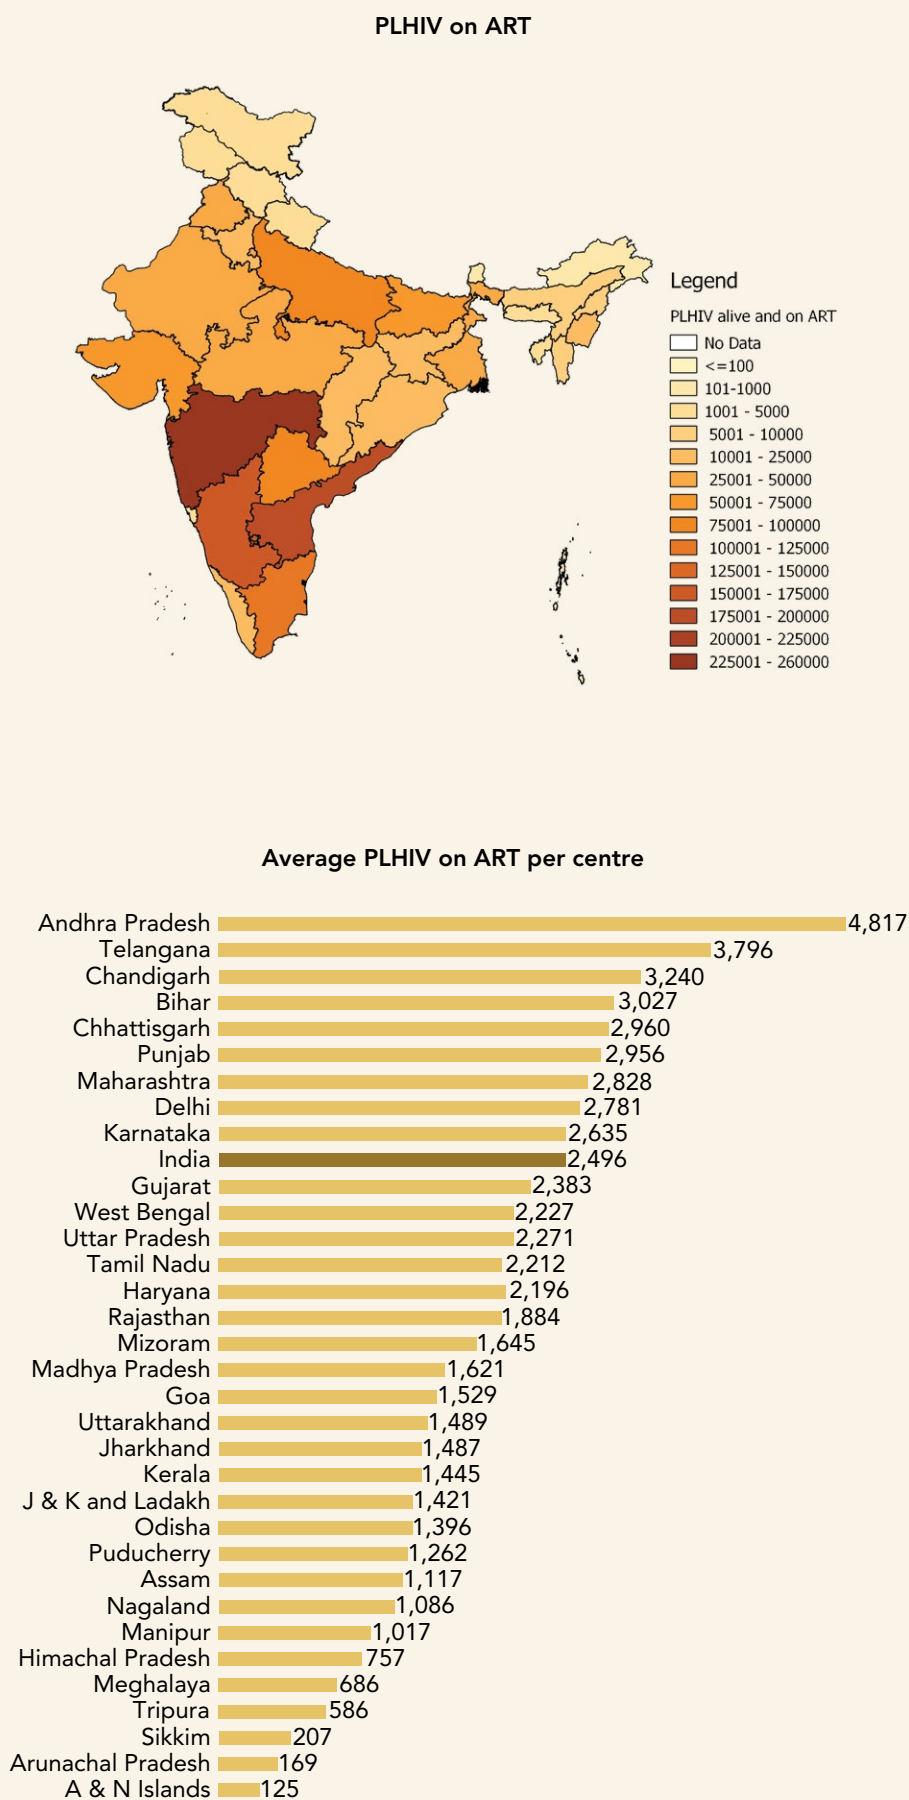 PLHIV on ART
Legend
PLHIV alive and on ART
No Data
<=100
101-1000
1001 - 5000
5001 - 10000
10001 - 25000
25001 - 50000
50001 - 75000
75001 - 100000
100001 - 125000
125001 - 150000
150001 - 175000
175001 - 200000
200001 - 225000
225001 - 260000
Average PLHIV on ART per centre
Andhra Pradesh 4,817
Telangana 3,796
Chandigarh 3,240
Bihar 3,027
Chhattisgarh 2,960
Punjab 2,956
Maharashtra 2,828
Delhi 2,781
Karnataka 2,635
India 2,496
Gujarat 2,383
West Bengal 2,227
Uttar Pradesh 2,271
Tamil Nadu 2,212
Haryana 2,196
Rajasthan 1,884
Mizoram 1,645
Madhya Pradesh 1,621
Goa 1,529
Uttarakhand 1,489
Jharkhand 1,487
Kerala 1,445
J & K and Ladakh 1,421
Odisha 1,396
Puducherry 1,262
Assam 1,117
Nagaland 1,086
Manipur 1,017
Himachal Pradesh 757
Meghalaya 686
Tripura 586
Sikkim 207
Arunachal Pradesh 169
A & N Islands 125